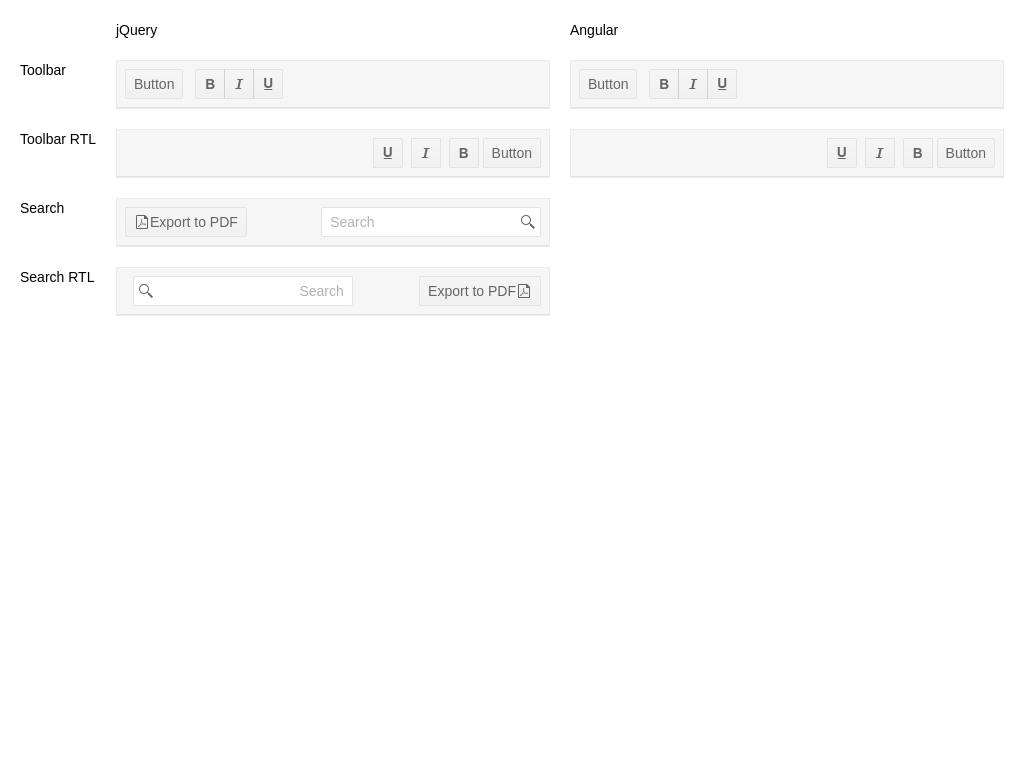 jQuery Angular
Toolbar Button B I U Button B I U
Toolbar RTL U I B Button U I B Button
Search Export to PDF Search
Search RTL Search Export to PDF